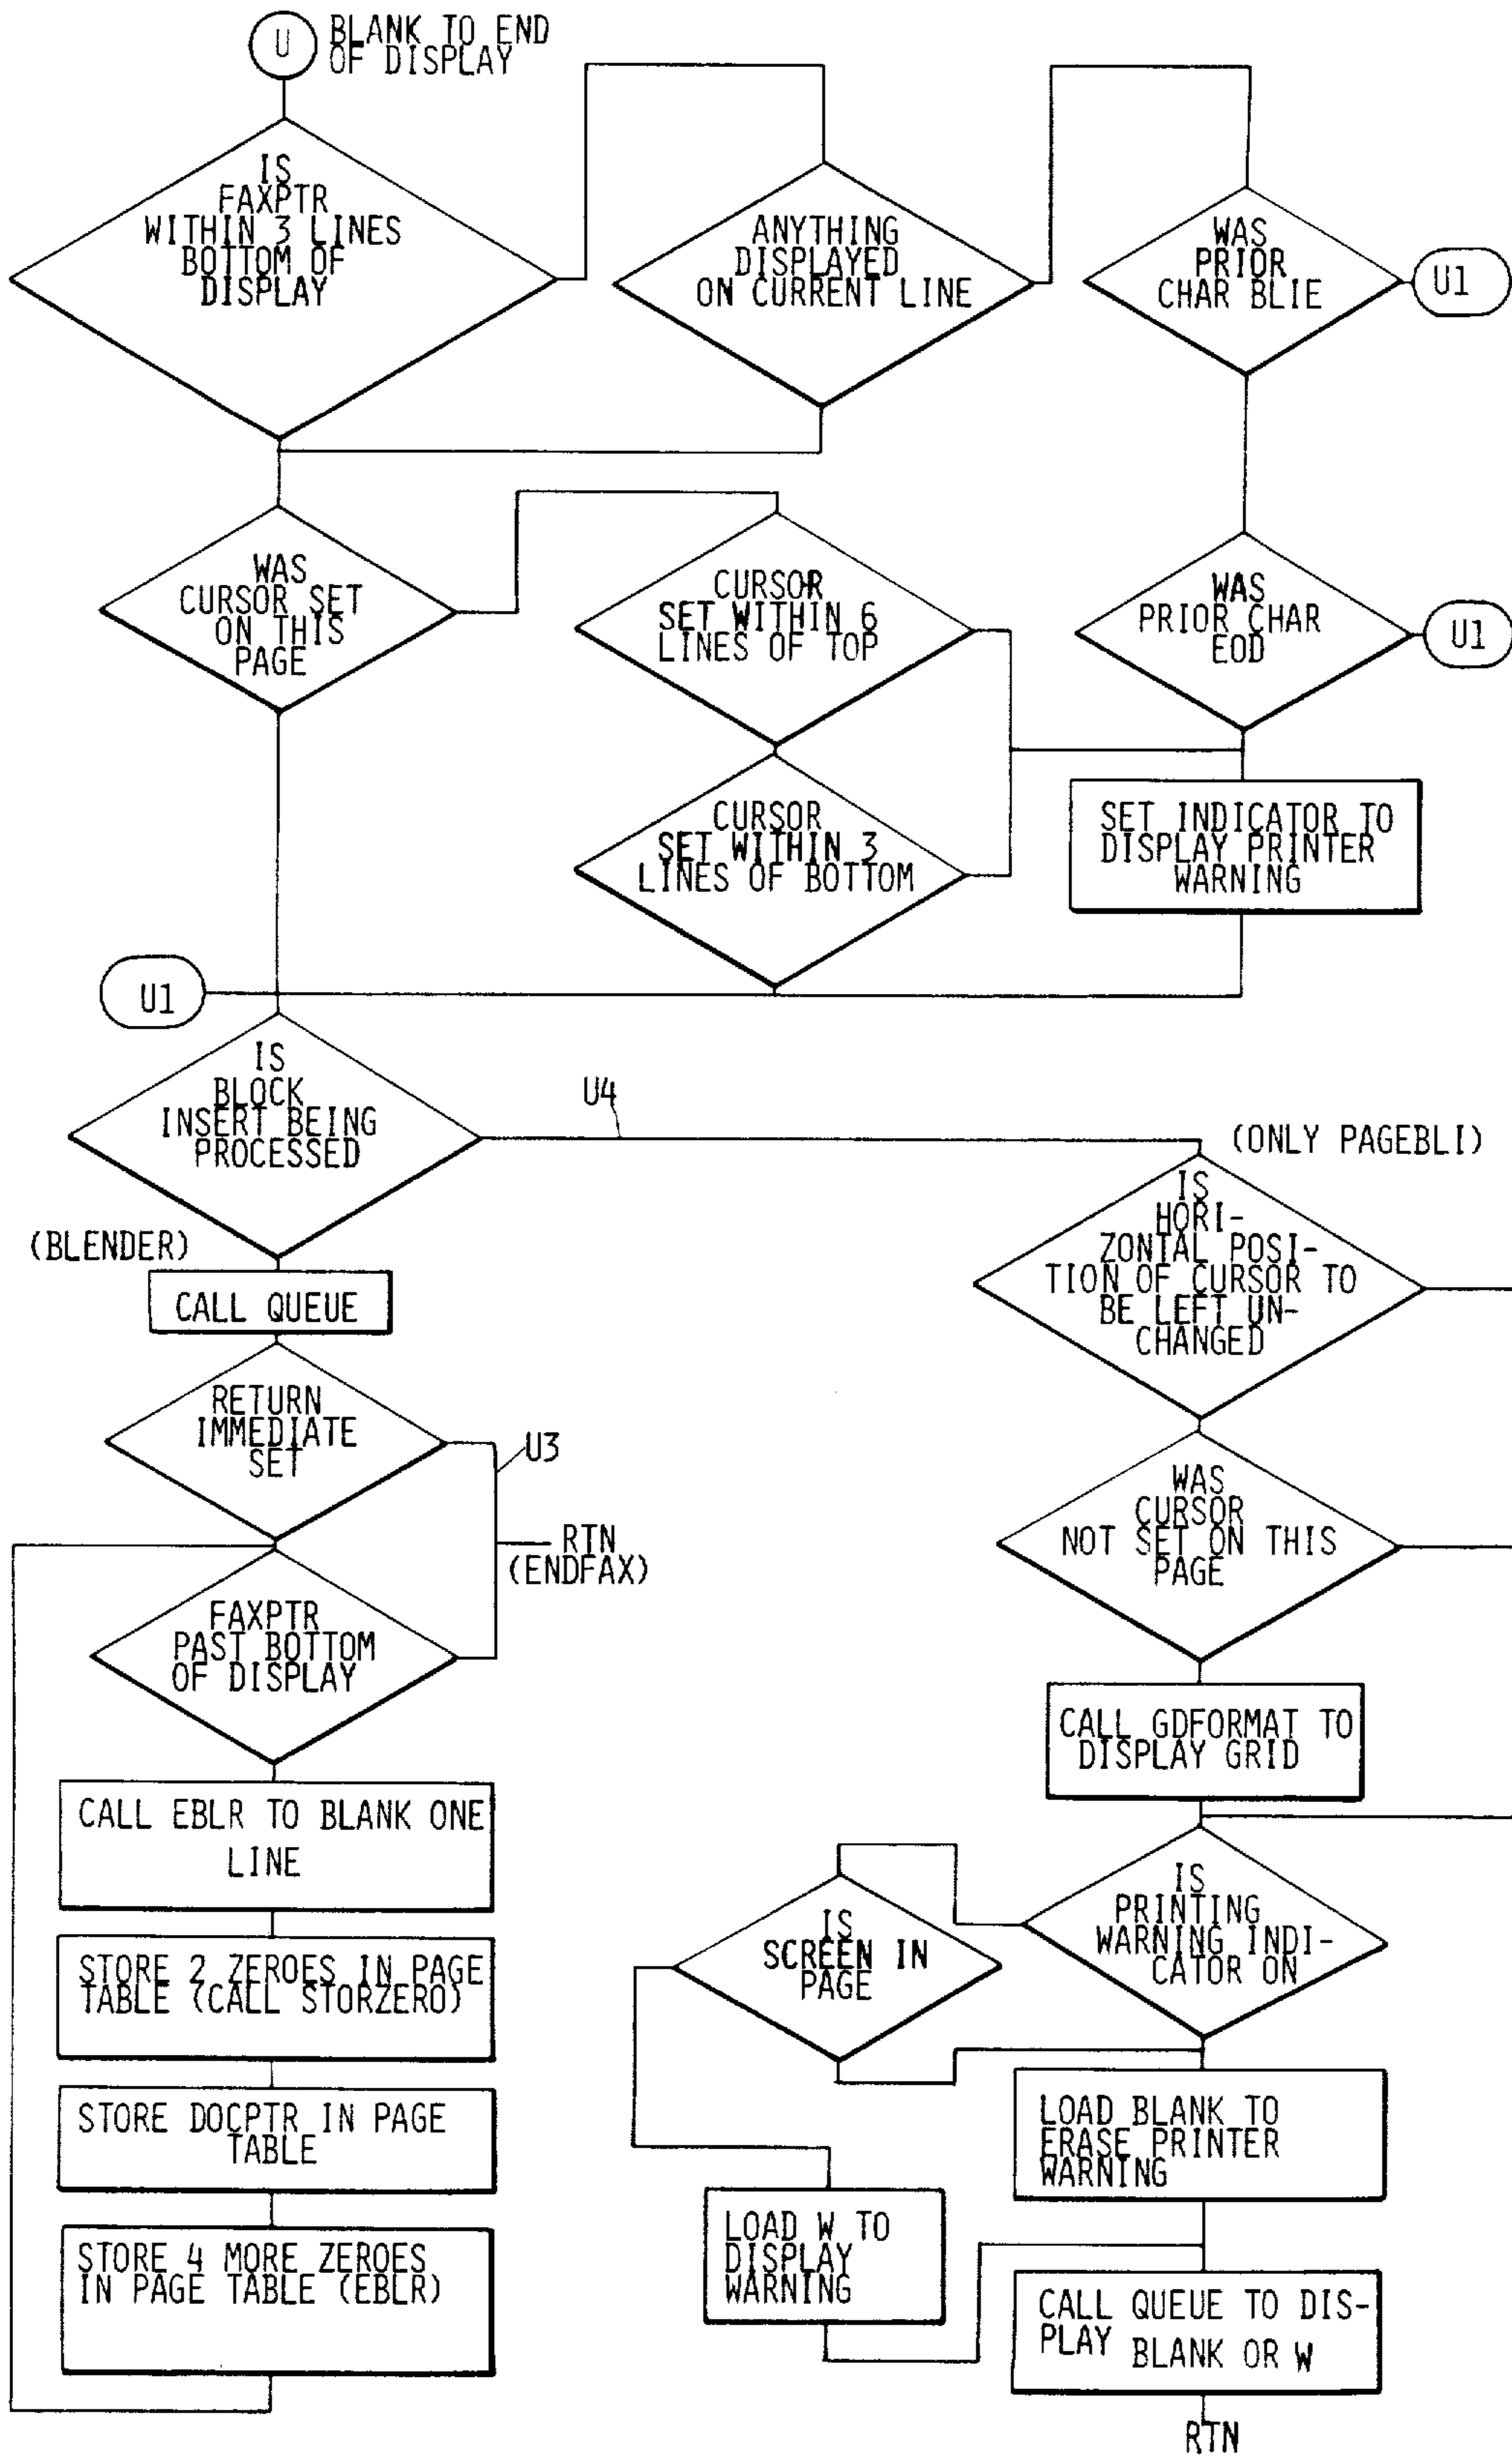 U
BLANK TO END
OF DISPLAY
IS
FAXPTR
WITHIN 3 LINES
BOTTOM OF
DISPLAY
ANYTHING
DISPLAYED
ON CURRENT LINE
WAS
PRIOR
CHAR BLIE
U1
WAS
CURSOR SET
ON THIS
PAGE
CURSOR
SET WITHIN 6
LINES OF TOP
WAS
PRIOR CHAR
EOD
U1
CURSOR
SET WITHIN 3
LINES OF BOTTOM
SET INDICATOR TO
DISPLAY PRINTER
WARNING
U1
IS
BLOCK
INSERT BEING
PROCESSED
U4
(ONLY PAGEBLI)
IS
HORI-
ZONTAL POSI-
TION OF CURSOR TO
BE LEFT UN-
CHANGED
(BLENDER)
CALL QUEUE
RETURN
IMMEDIATE
SET
U3
RTN
(ENDFAX)
WAS
CURSOR
NOT SET ON THIS
PAGE
FAXPTR
PAST BOTTOM
OF DISPLAY
CALL GDFORMAT TO
DISPLAY GRID
CALL EBLR TO BLANK ONE
LINE
IS
PRINTING
WARNING INDI-
CATOR ON
IS
SCREEN IN
PAGE
STORE 2 ZEROES IN PAGE
TABLE (CALL STORZERO)
STORE DOCPTR IN PAGE
TABLE
LOAD BLANK TO
ERASE PRINTER
WARNING
STORE 4 MORE ZEROES
IN PAGE TABLE (EBLR)
LOAD W TO
DISPLAY
WARNING
CALL QUEUE TO DIS-
PLAY
BLANK OR W
RTN